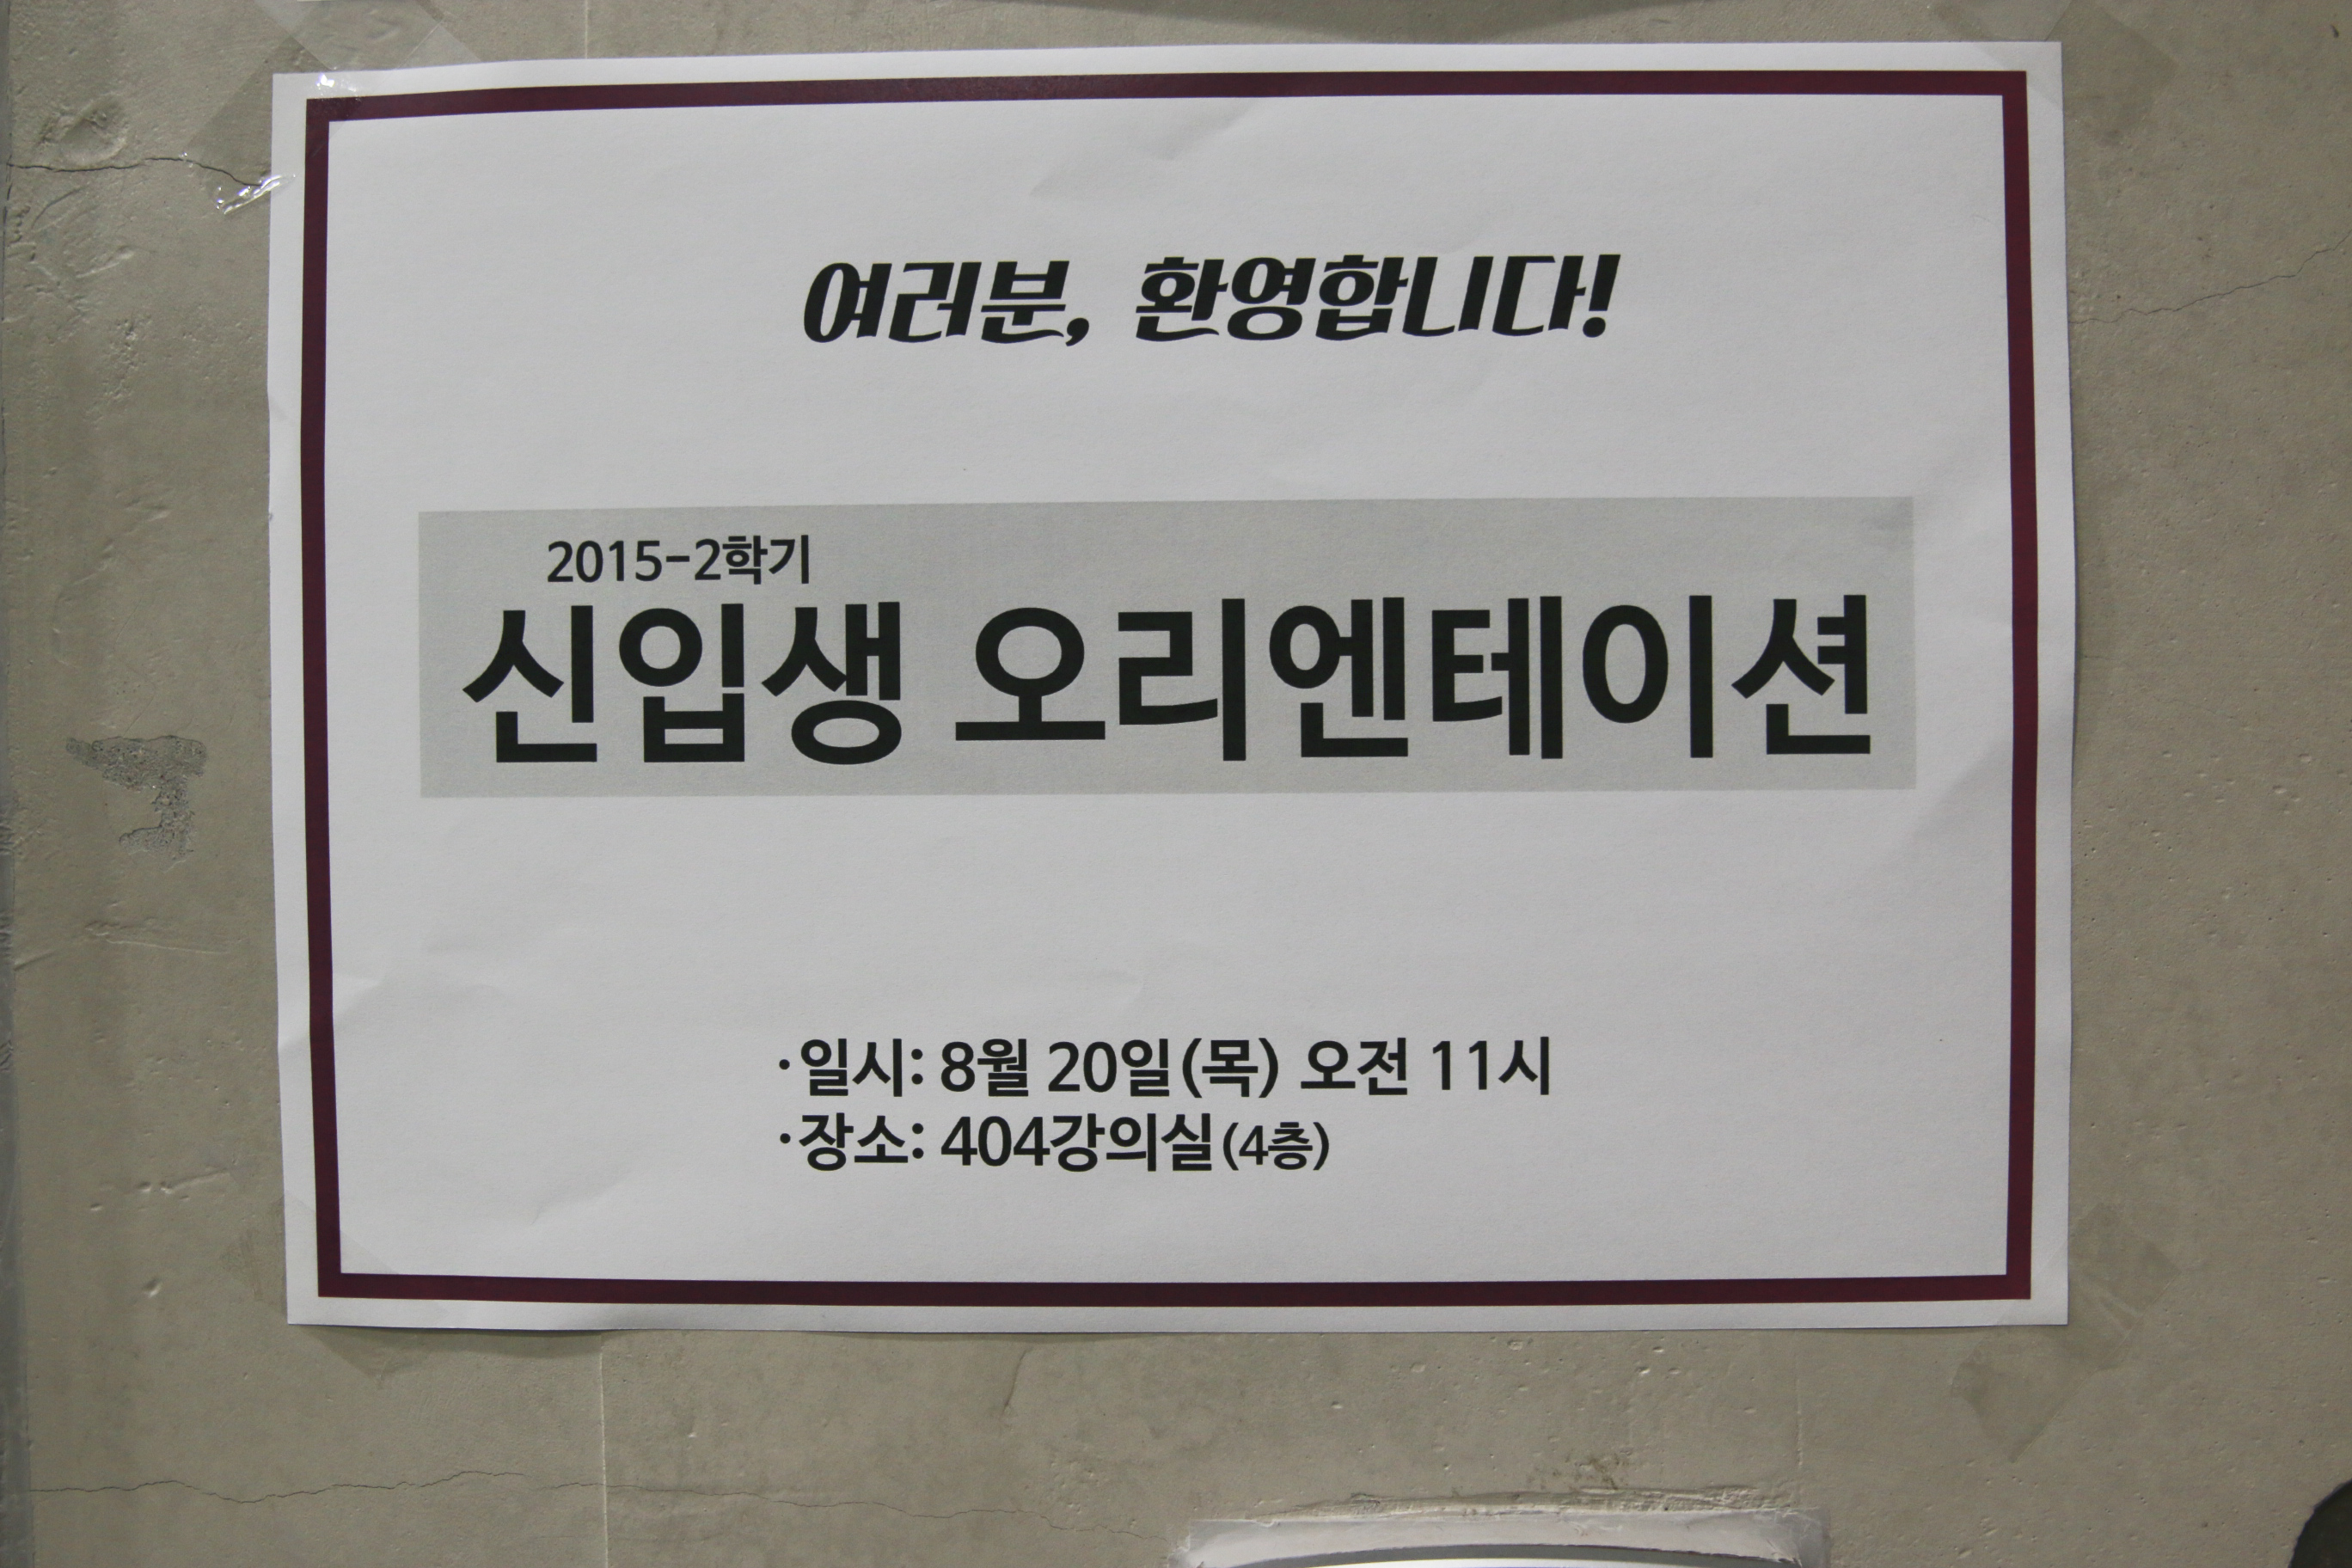 여러분, 환영합니다!
2015-2학기
신입생 오리엔테이션
·일시: 8월 20일(목) 오전 11시
·장소: 404강의실(4층)